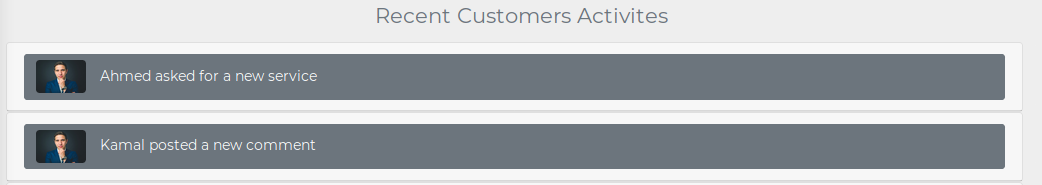 Recent Customers Activites
Ahmed asked for a new service
Kamal posted a new comment